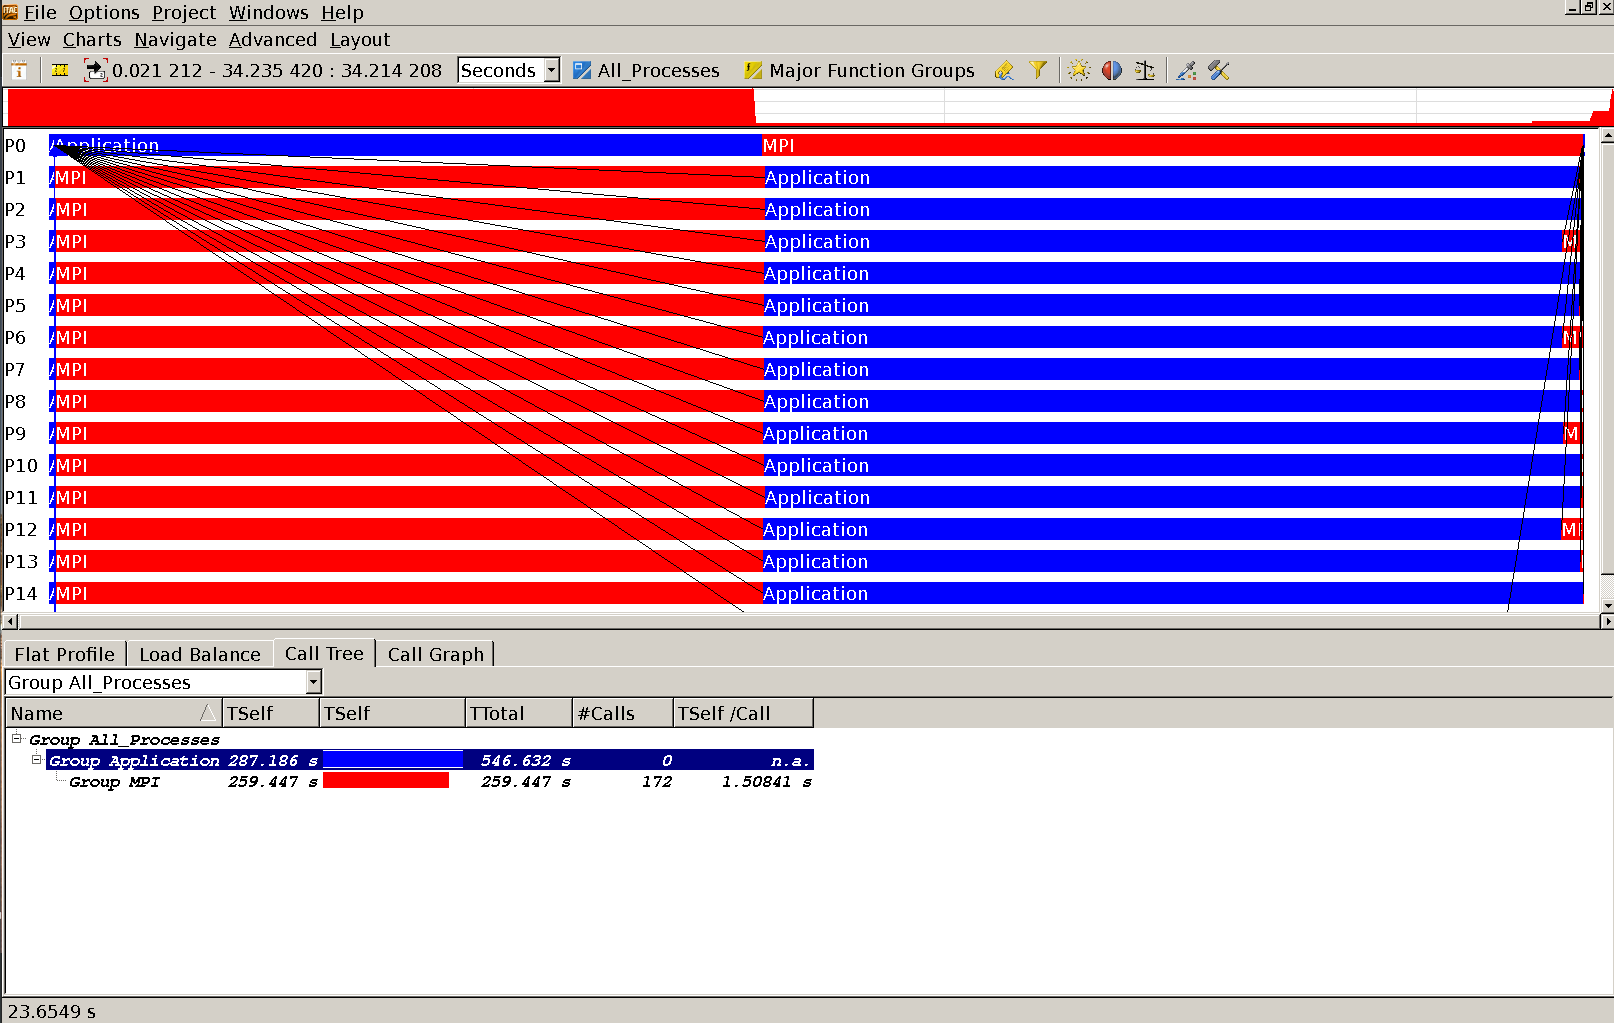 File Options Project Windows Help
View Charts Navigate Advanced Layout
0.021 212 - 34.235 420 : 34.214 208 Seconds All_Processes Major Function Groups
P0 Application MPI
P1 MPI Application
P2 MPI Application
P3 MPI Application M
P4 MPI Application
P5 MPI Application
P6 MPI Application M
P7 MPI Application
P8 MPI Application
P9 MPI Application M
P10 MPI Application
P11 MPI Application
P12 MPI Application M
P13 MPI Application
P14 MPI Application
Flat Profile Load Balance Call Tree Call Graph
Group All_Processes
Name TSelf TSelf TTotal #Calls TSelf /Call
Group All_Processes
Group Application 287.186 s 546.632 s 0 n.a.
Group MPI 259.447 s 259.447 s 172 1.50841 s
23.6549 s